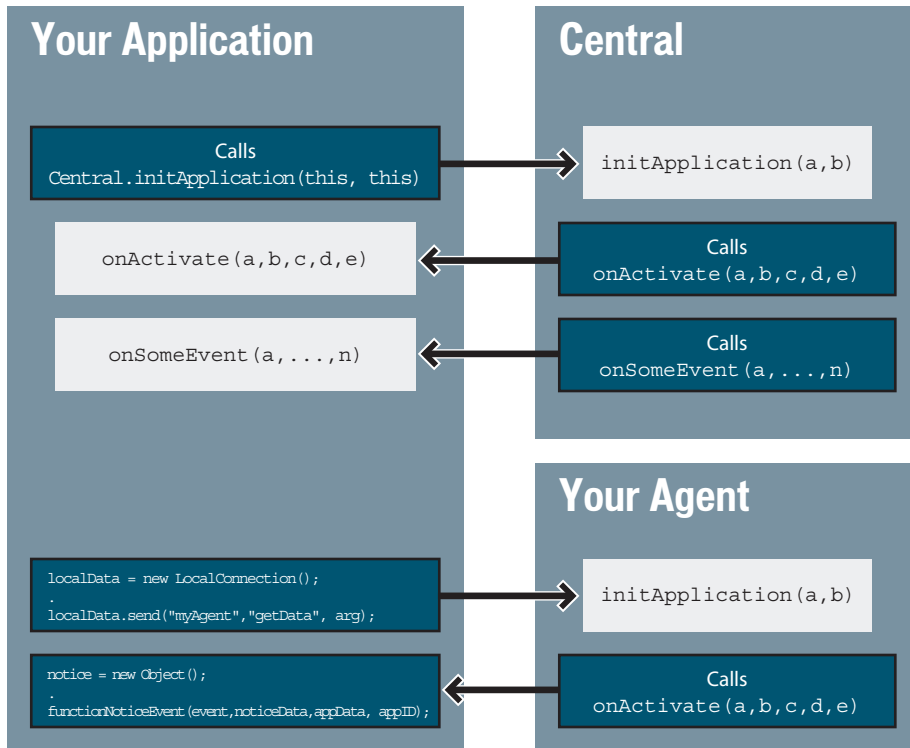 Your Application
Calls
Central.initApplication(this, this)
onActivate(a,b,c,d,e)
onSomeEvent(a,...,n)
localData = new LocalConnection();
.
localData.send("myAgent","getData", arg);
notice = new Object();
.
functionNoticeEvent(event,noticeData,appData, appID);
Central
initApplication(a,b)
Calls
onActivate(a,b,c,d,e)
Calls
onSomeEvent(a,...,n)
Your Agent
initApplication(a,b)
Calls
onActivate(a,b,c,d,e)